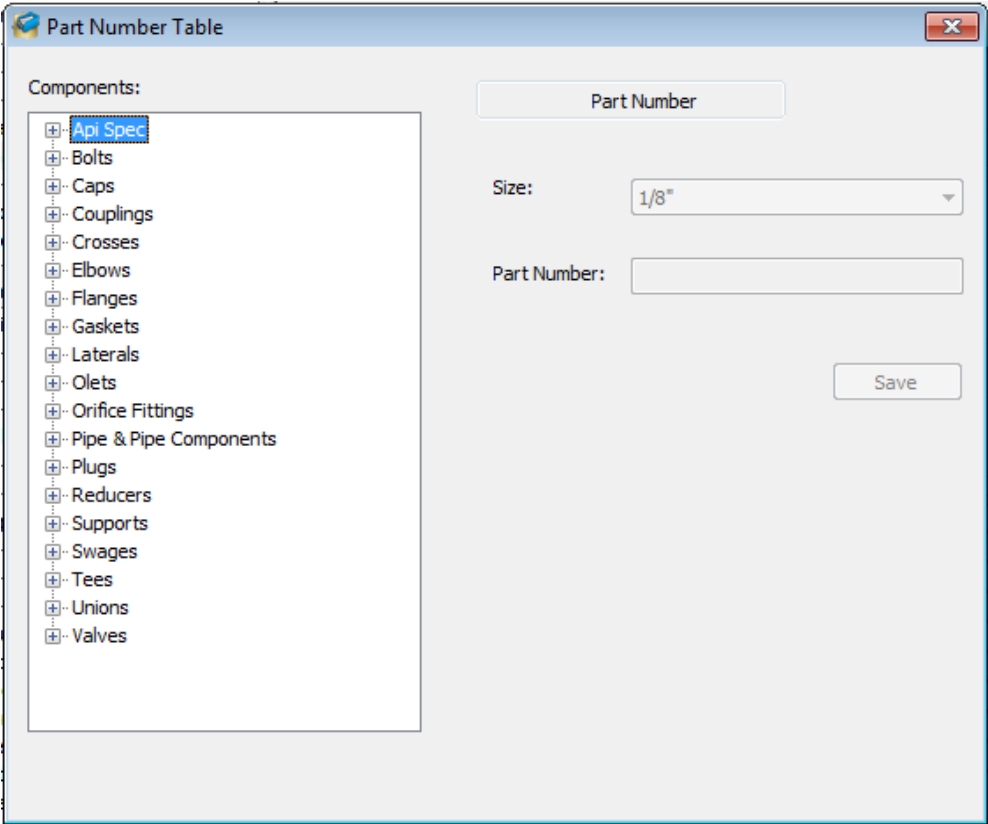 Part Number Table
Components:
Api Spec
Bolts
Caps
Couplings
Crosses
Elbows
Flanges
Gaskets
Laterals
Olets
Orifice Fittings
Pipe & Pipe Components
Plugs
Reducers
Supports
Swages
Tees
Unions
Valves
Part Number
Size:
1/8"
Part Number:
Save